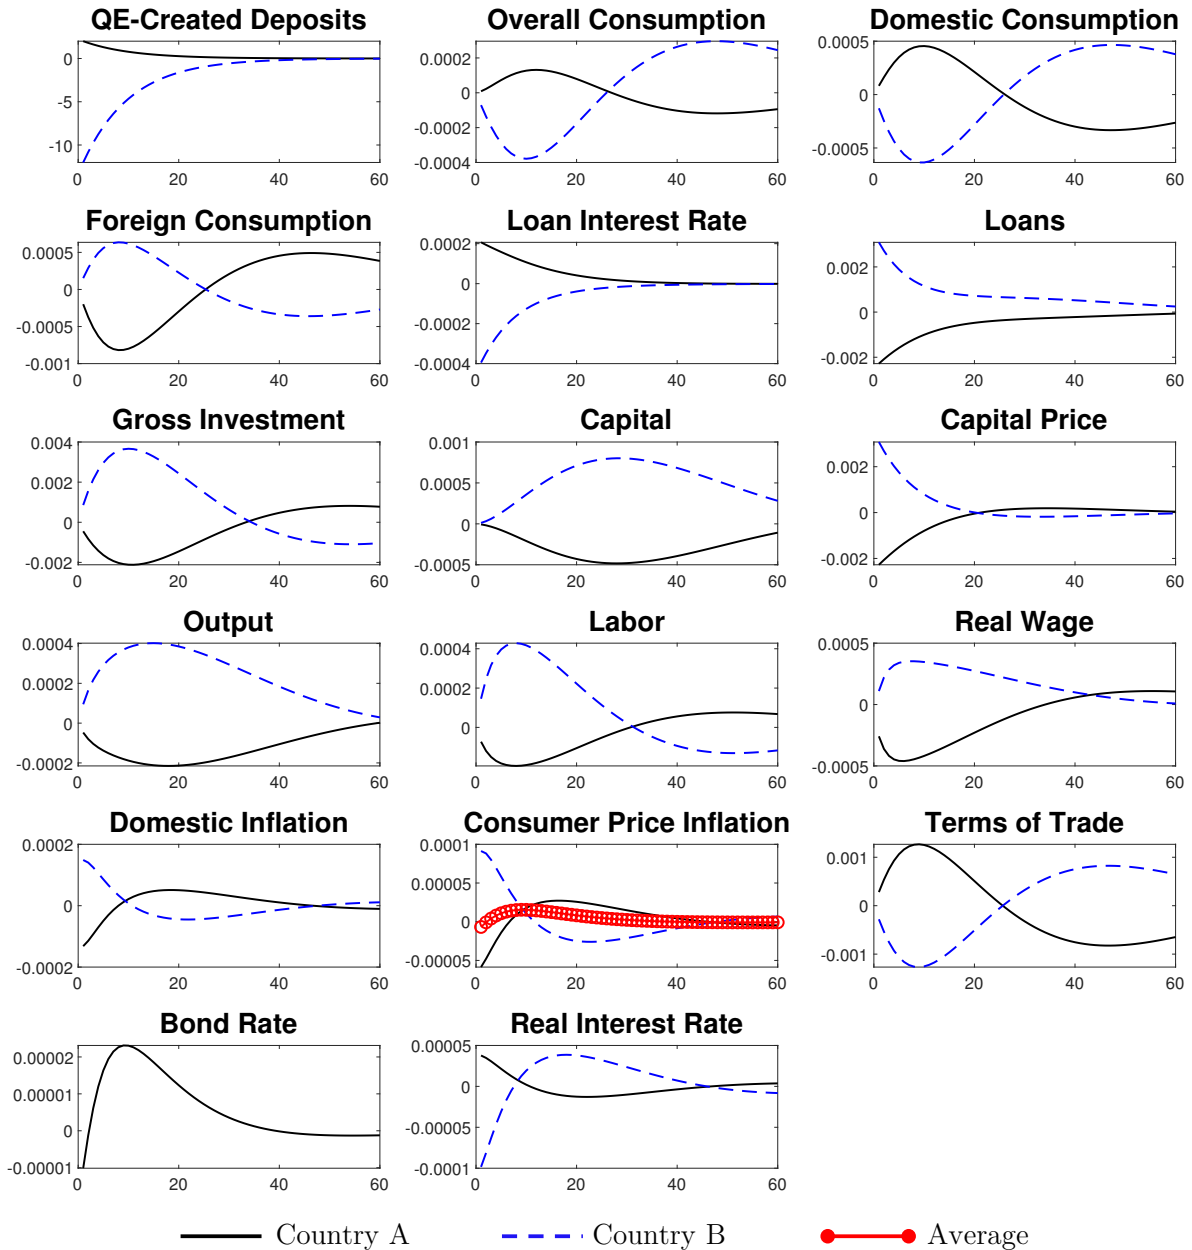 QE-Created Deposits Overall Consumption Domestic Consumption
0 -5 -10 0 20 40 60
0.0002 0 -0.0002 -0.0004 0 20 40 60
0.0005 0 -0.0005 0 20 40 60
Foreign Consumption Loan Interest Rate Loans
0.0005 0 -0.0005 -0.001 0 20 40 60
0.0002 0 -0.0002 -0.0004 0 20 40 60
0.002 0 -0.002 0 20 40 60
Gross Investment Capital Capital Price
0.004 0.002 0 -0.002 0 20 40 60
0.001 0.0005 0 -0.0005 0 20 40 60
0.002 0 -0.002 0 20 40 60
Output Labor Real Wage
0.0004 0.0002 0 -0.0002 0 20 40 60
0.0004 0.0002 0 0 20 40 60
0.0005 0 -0.0005 0 20 40 60
Domestic Inflation Consumer Price Inflation Terms of Trade
0.0002 0 -0.0002 0 20 40 60
0.0001 0.00005 0 -0.00005 0 20 40 60
0.001 0 -0.001 0 20 40 60
Bond Rate Real Interest Rate
0.00002 0.00001 0 -0.00001 0 20 40 60
0.00005 0 -0.00005 -0.0001 0 20 40 60
Country A Country B Average